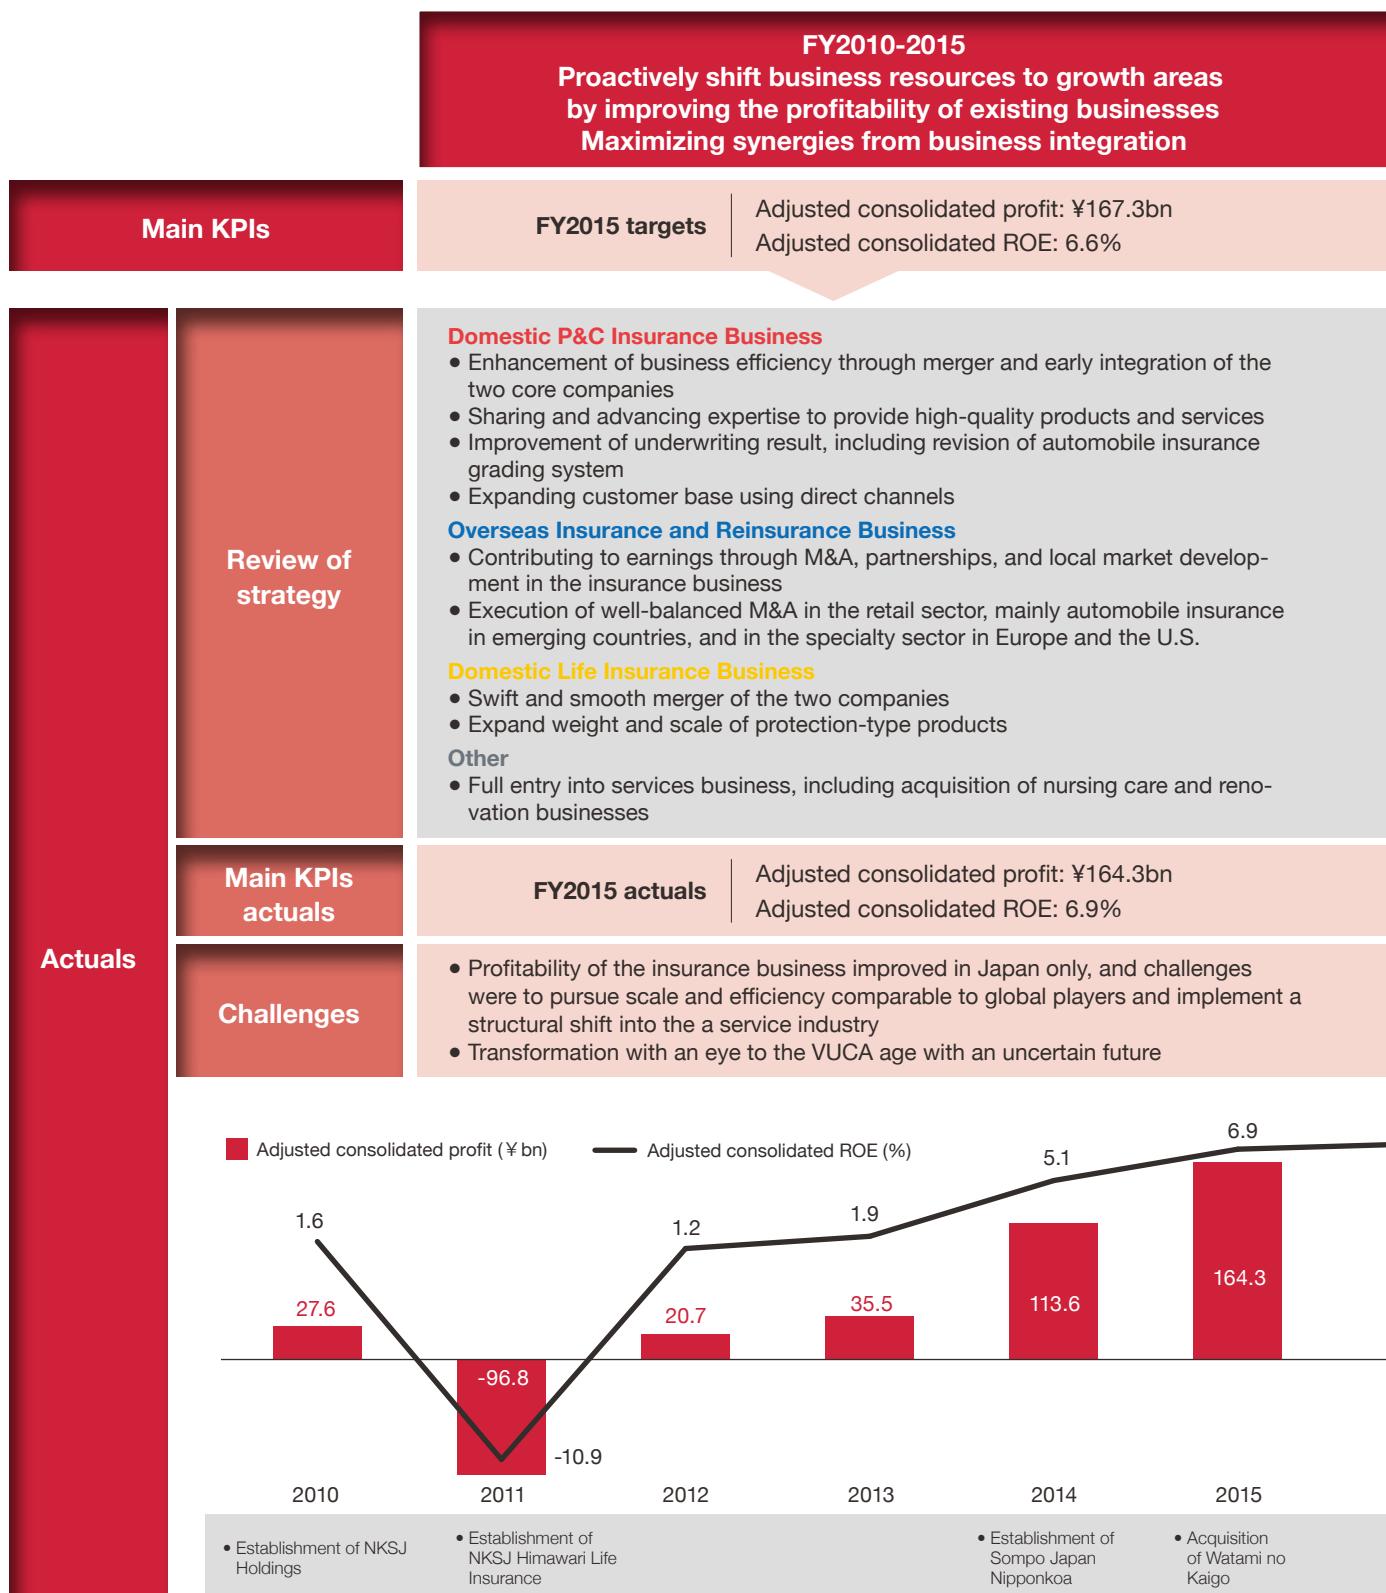 FY2010-2015
Proactively shift business resources to growth areas
by improving the profitability of existing businesses
Maximizing synergies from business integration
Main KPIs
FY2015 targets
Adjusted consolidated profit: ¥167.3bn
Adjusted consolidated ROE: 6.6%
Actuals
Review of
strategy
Domestic P&C Insurance Business
• Enhancement of business efficiency through merger and early integration of the
two core companies
• Sharing and advancing expertise to provide high-quality products and services
• Improvement of underwriting result, including revision of automobile insurance
grading system
• Expanding customer base using direct channels
Overseas Insurance and Reinsurance Business
• Contributing to earnings through M&A, partnerships, and local market develop-
ment in the insurance business
• Execution of well-balanced M&A in the retail sector, mainly automobile insurance
in emerging countries, and in the specialty sector in Europe and the U.S.
Domestic Life Insurance Business
• Swift and smooth merger of the two companies
• Expand weight and scale of protection-type products
Other
• Full entry into services business, including acquisition of nursing care and reno-
vation businesses
Main KPIs
actuals
FY2015 actuals
Adjusted consolidated profit: ¥164.3bn
Adjusted consolidated ROE: 6.9%
Challenges
• Profitability of the insurance business improved in Japan only, and challenges
were to pursue scale and efficiency comparable to global players and implement a
structural shift into the a service industry
• Transformation with an eye to the VUCA age with an uncertain future
Adjusted consolidated profit (¥ bn)
Adjusted consolidated ROE (%)
1.6
-10.9
1.2
1.9
5.1
6.9
27.6
-96.8
20.7
35.5
113.6
164.3
2010
2011
2012
2013
2014
2015
• Establishment of NKSJ
Holdings
• Establishment of
NKSJ Himawari Life
Insurance
• Establishment of
Sompo Japan
Nipponkoa
• Acquisition
of Watami no
Kaigo